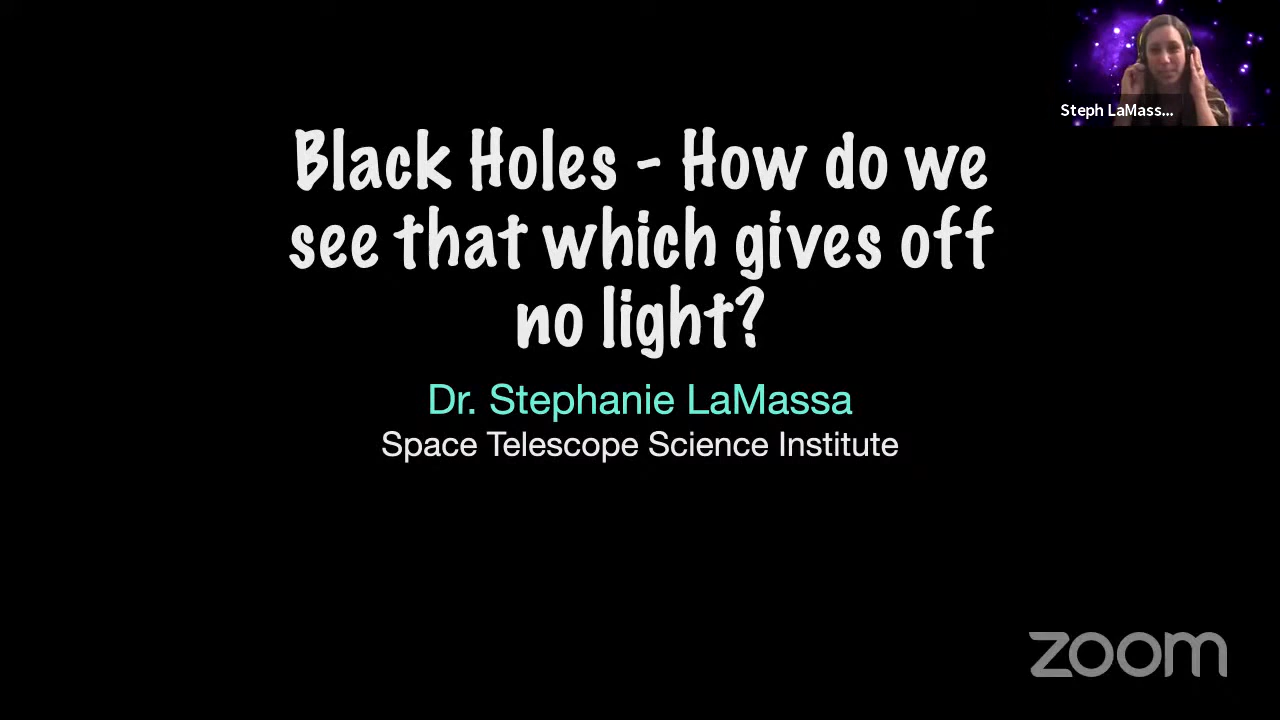 Steph LaMass...
Black Holes - How do we
see that which gives off
no light?
Dr. Stephanie LaMassa
Space Telescope Science Institute
zoom